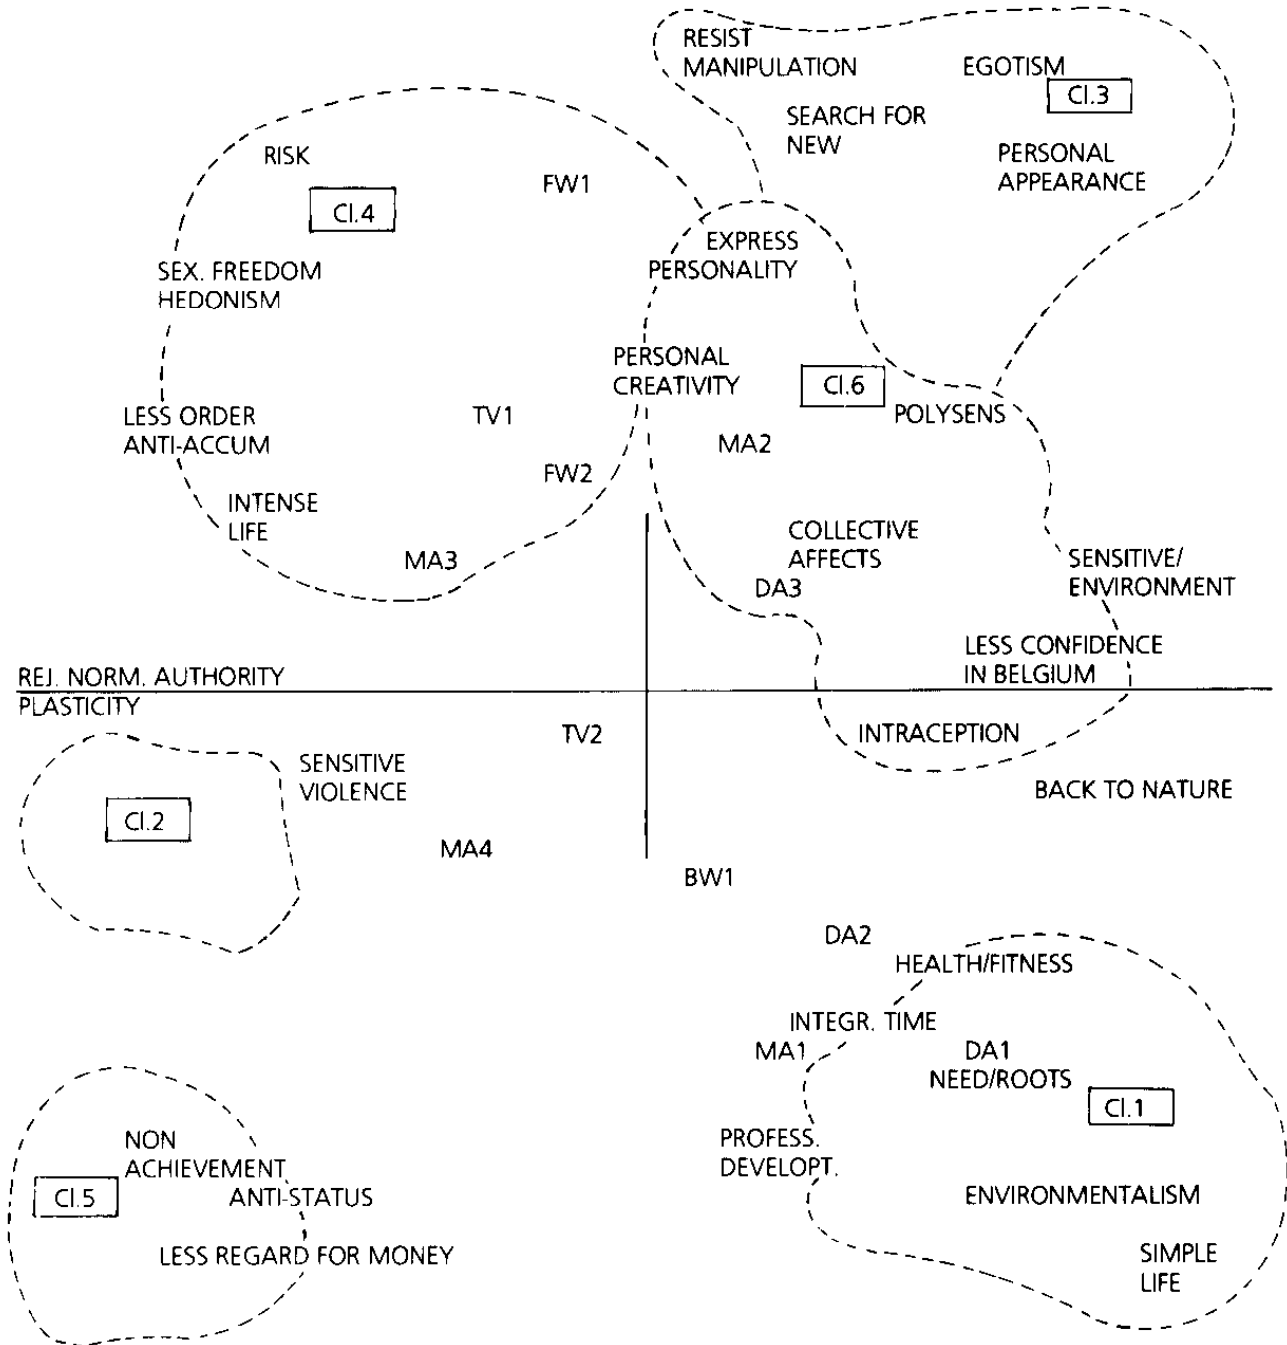 RESIST
MANIPULATION
EGOTISM
Cl.3
SEARCH FOR
NEW
PERSONAL
APPEARANCE
RISK
FW1
Cl.4
EXPRESS
PERSONALITY
SEX. FREEDOM
HEDONISM
PERSONAL
CREATIVITY
Cl.6
POLYSENS
LESS ORDER
ANTI-ACCUM
TV1
MA2
FW2
INTENSE
LIFE
COLLECTIVE
AFFECTS
MA3
DA3
SENSITIVE/
ENVIRONMENT
LESS CONFIDENCE
IN BELGIUM
REJ. NORM. AUTHORITY
PLASTICITY
TV2
INTRACEPTION
SENSITIVE
VIOLENCE
BACK TO NATURE
Cl.2
MA4
BW1
DA2
HEALTH/FITNESS
INTEGR. TIME
MA1
DA1
NEED/ROOTS
Cl.1
PROFESS.
DEVELOPT.
NON
ACHIEVEMENT
Cl.5
ANTI-STATUS
ENVIRONMENTALISM
LESS REGARD FOR MONEY
SIMPLE
LIFE